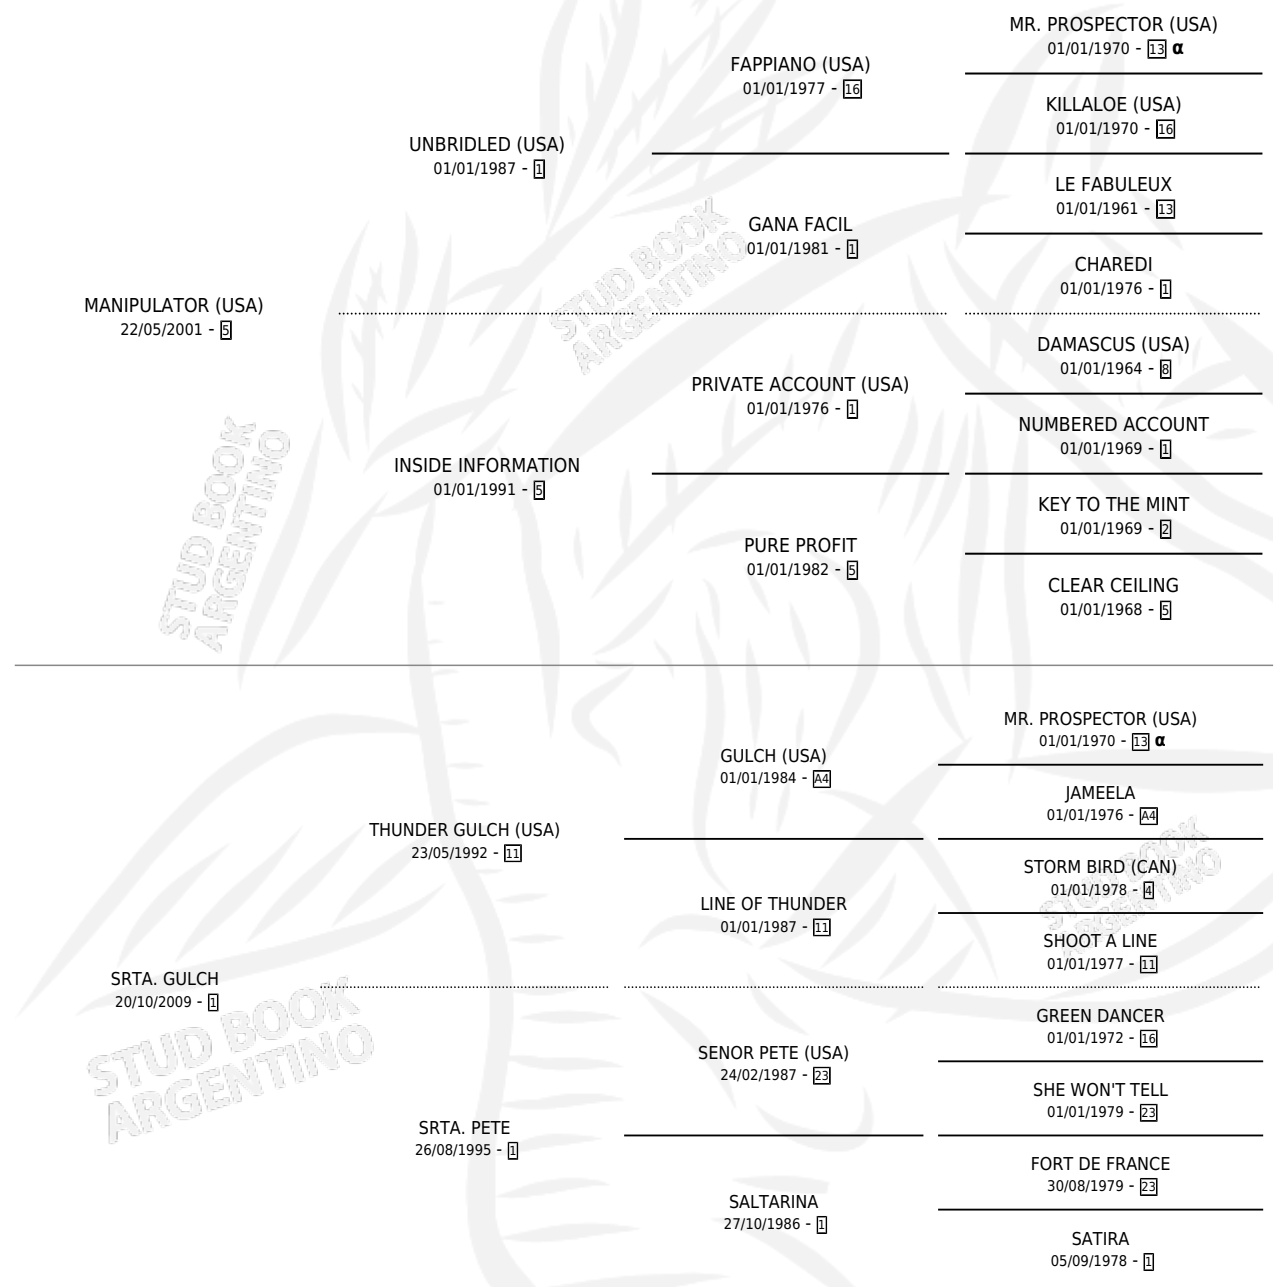 MR. PROSPECTOR (USA)
01/01/1970 - 13 α
FAPPIANO (USA)
01/01/1977 - 16
KILLALOE (USA)
01/01/1970 - 16
UNBRIDLED (USA)
01/01/1987 - 1
LE FABULEUX
01/01/1961 - 13
GANA FACIL
01/01/1981 - 1
CHAREDI
01/01/1976 - 1
STUD BOOK
ARGENTINO
MANIPULATOR (USA)
22/05/2001 - 5
DAMASCUS (USA)
01/01/1964 - 8
PRIVATE ACCOUNT (USA)
01/01/1976 - 1
NUMBERED ACCOUNT
01/01/1969 - 1
INSIDE INFORMATION
01/01/1991 - 5
KEY TO THE MINT
01/01/1969 - 2
PURE PROFIT
01/01/1982 - 5
CLEAR CEILING
01/01/1968 - 5
STUD BOOK
ARGENTINO
MR. PROSPECTOR (USA)
01/01/1970 - 13 α
GULCH (USA)
01/01/1984 - A4
JAMEELA
01/01/1976 - A4
THUNDER GULCH (USA)
23/05/1992 - 11
STORM BIRD (CAN)
01/01/1978 - 4
STUD BOOK
ARGENTINO
LINE OF THUNDER
01/01/1987 - 11
SHOOT A LINE
01/01/1977 - 11
SRTA. GULCH
20/10/2009 - 1
STUD BOOK
ARGENTINO
GREEN DANCER
01/01/1972 - 16
SENOR PETE (USA)
24/02/1987 - 23
SHE WON'T TELL
01/01/1979 - 23
SRTA. PETE
26/08/1995 - 1
FORT DE FRANCE
30/08/1979 - 23
SALTARINA
27/10/1986 - 1
SATIRA
05/09/1978 - 1